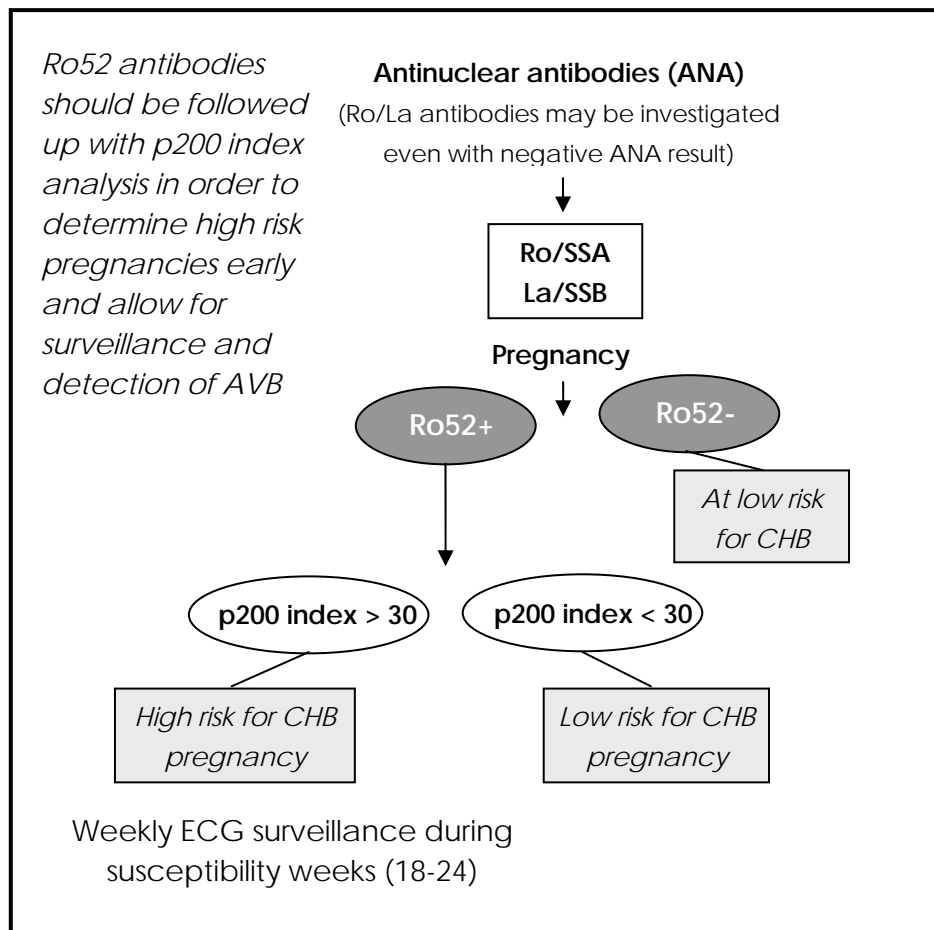 Ro52 antibodies
should be followed
up with p200 index
analysis in order to
determine high risk
pregnancies early
and allow for
surveillance and
detection of AVB
Antinuclear antibodies (ANA)
(Ro/La antibodies may be investigated
even with negative ANA result)
Ro/SSA
La/SSB
Pregnancy
Ro52+
Ro52-
At low risk
for CHB
p200 index > 30
p200 index < 30
High risk for CHB
pregnancy
Low risk for CHB
pregnancy
Weekly ECG surveillance during
susceptibility weeks (18-24)